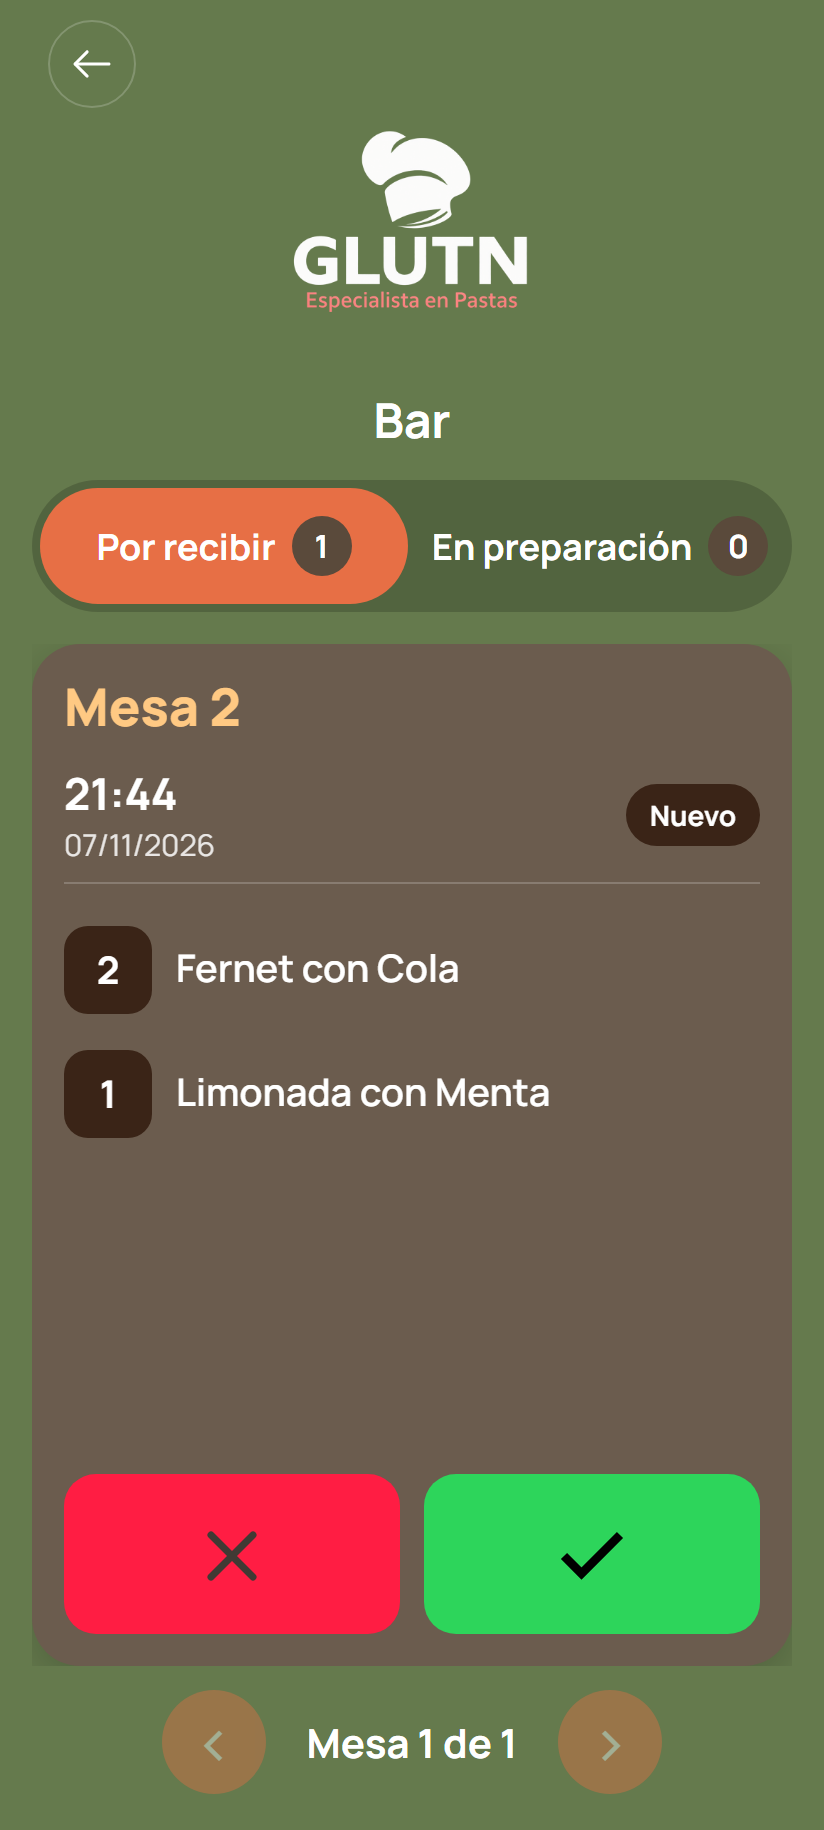 GLUTN
Especialista en Pastas
Bar
Por recibir 1 En preparación 0
Mesa 2
21:44
07/11/2026
Nuevo
2 Fernet con Cola
1 Limonada con Menta
Mesa 1 de 1